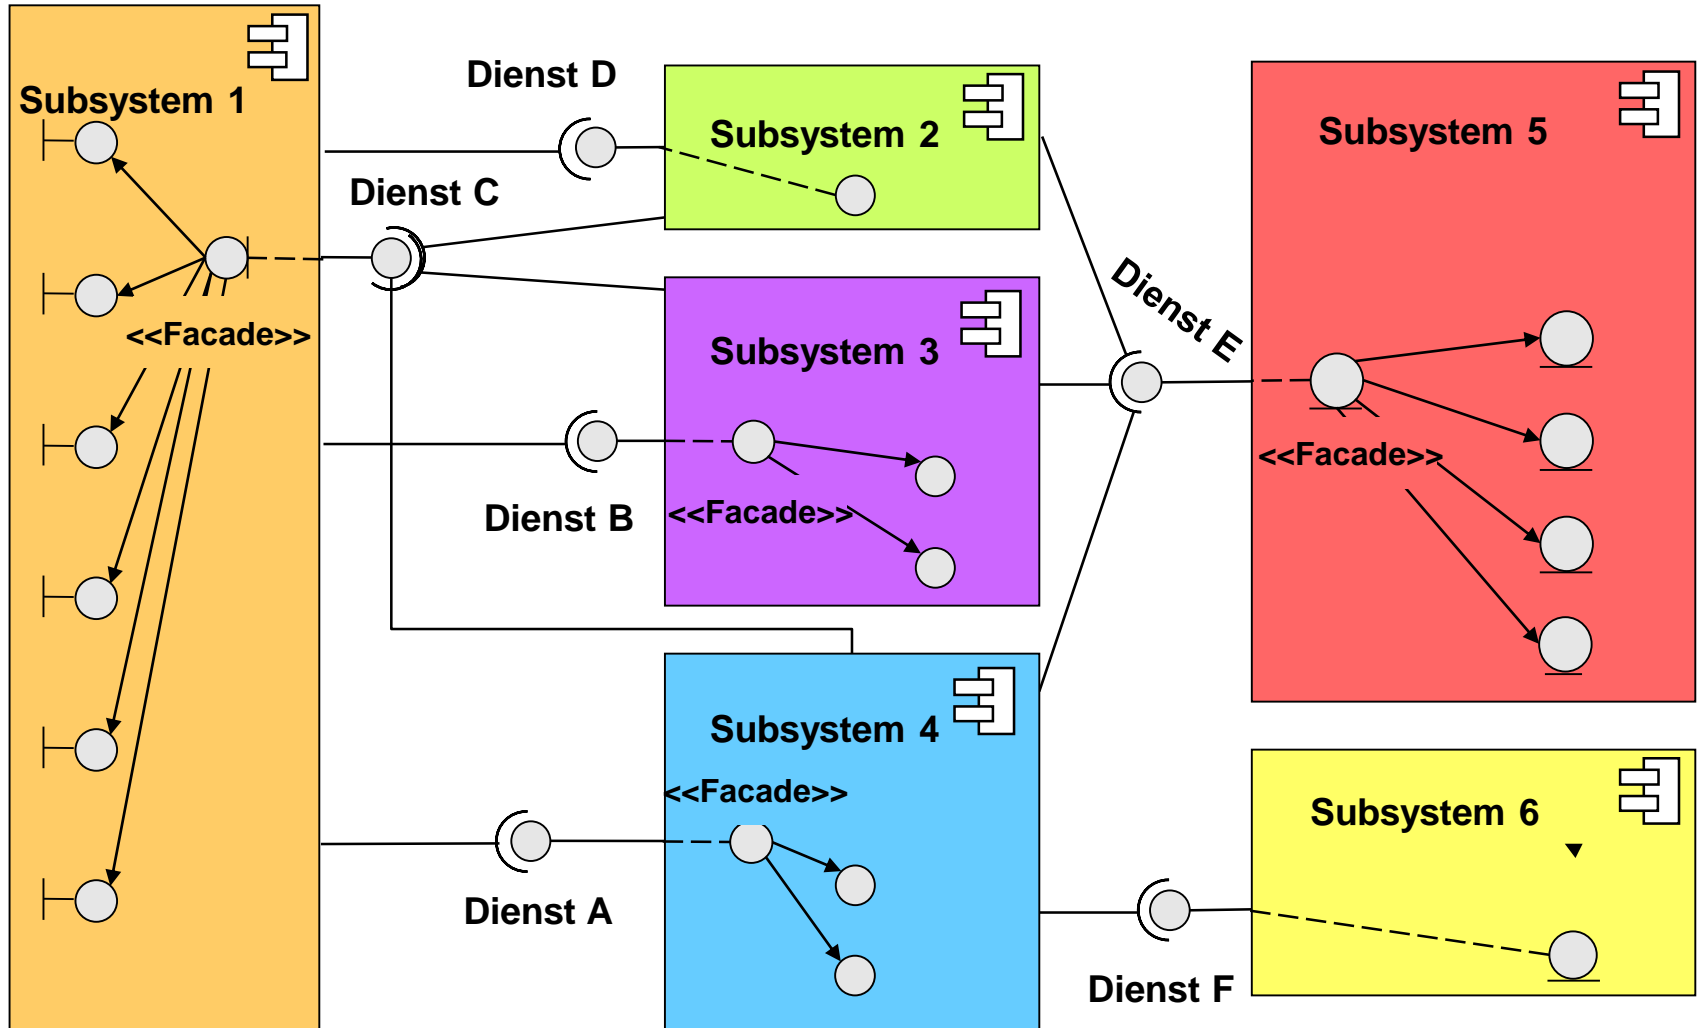 Subsystem 1
<<Facade>>
Dienst D
Dienst C
Subsystem 2
Subsystem 3
<<Facade>>
Dienst B
Dienst E
Subsystem 5
<<Facade>>
Subsystem 4
<<Facade>>
Dienst A
Subsystem 6
Dienst F